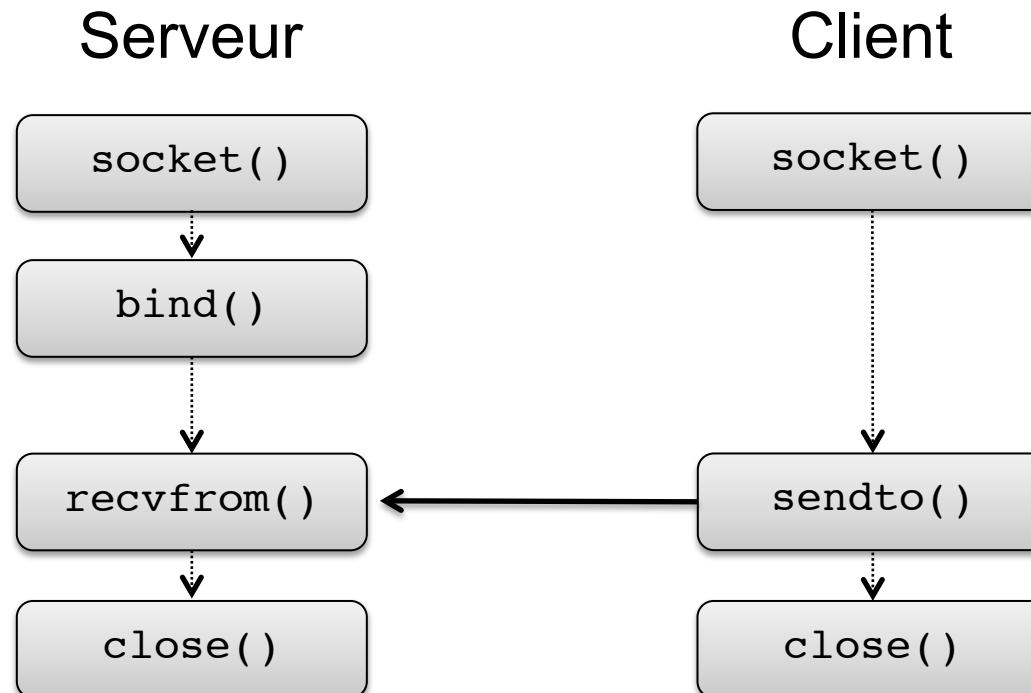 Serveur
Client
socket()
socket()
bind()
recvfrom()
sendto()
close()
close()